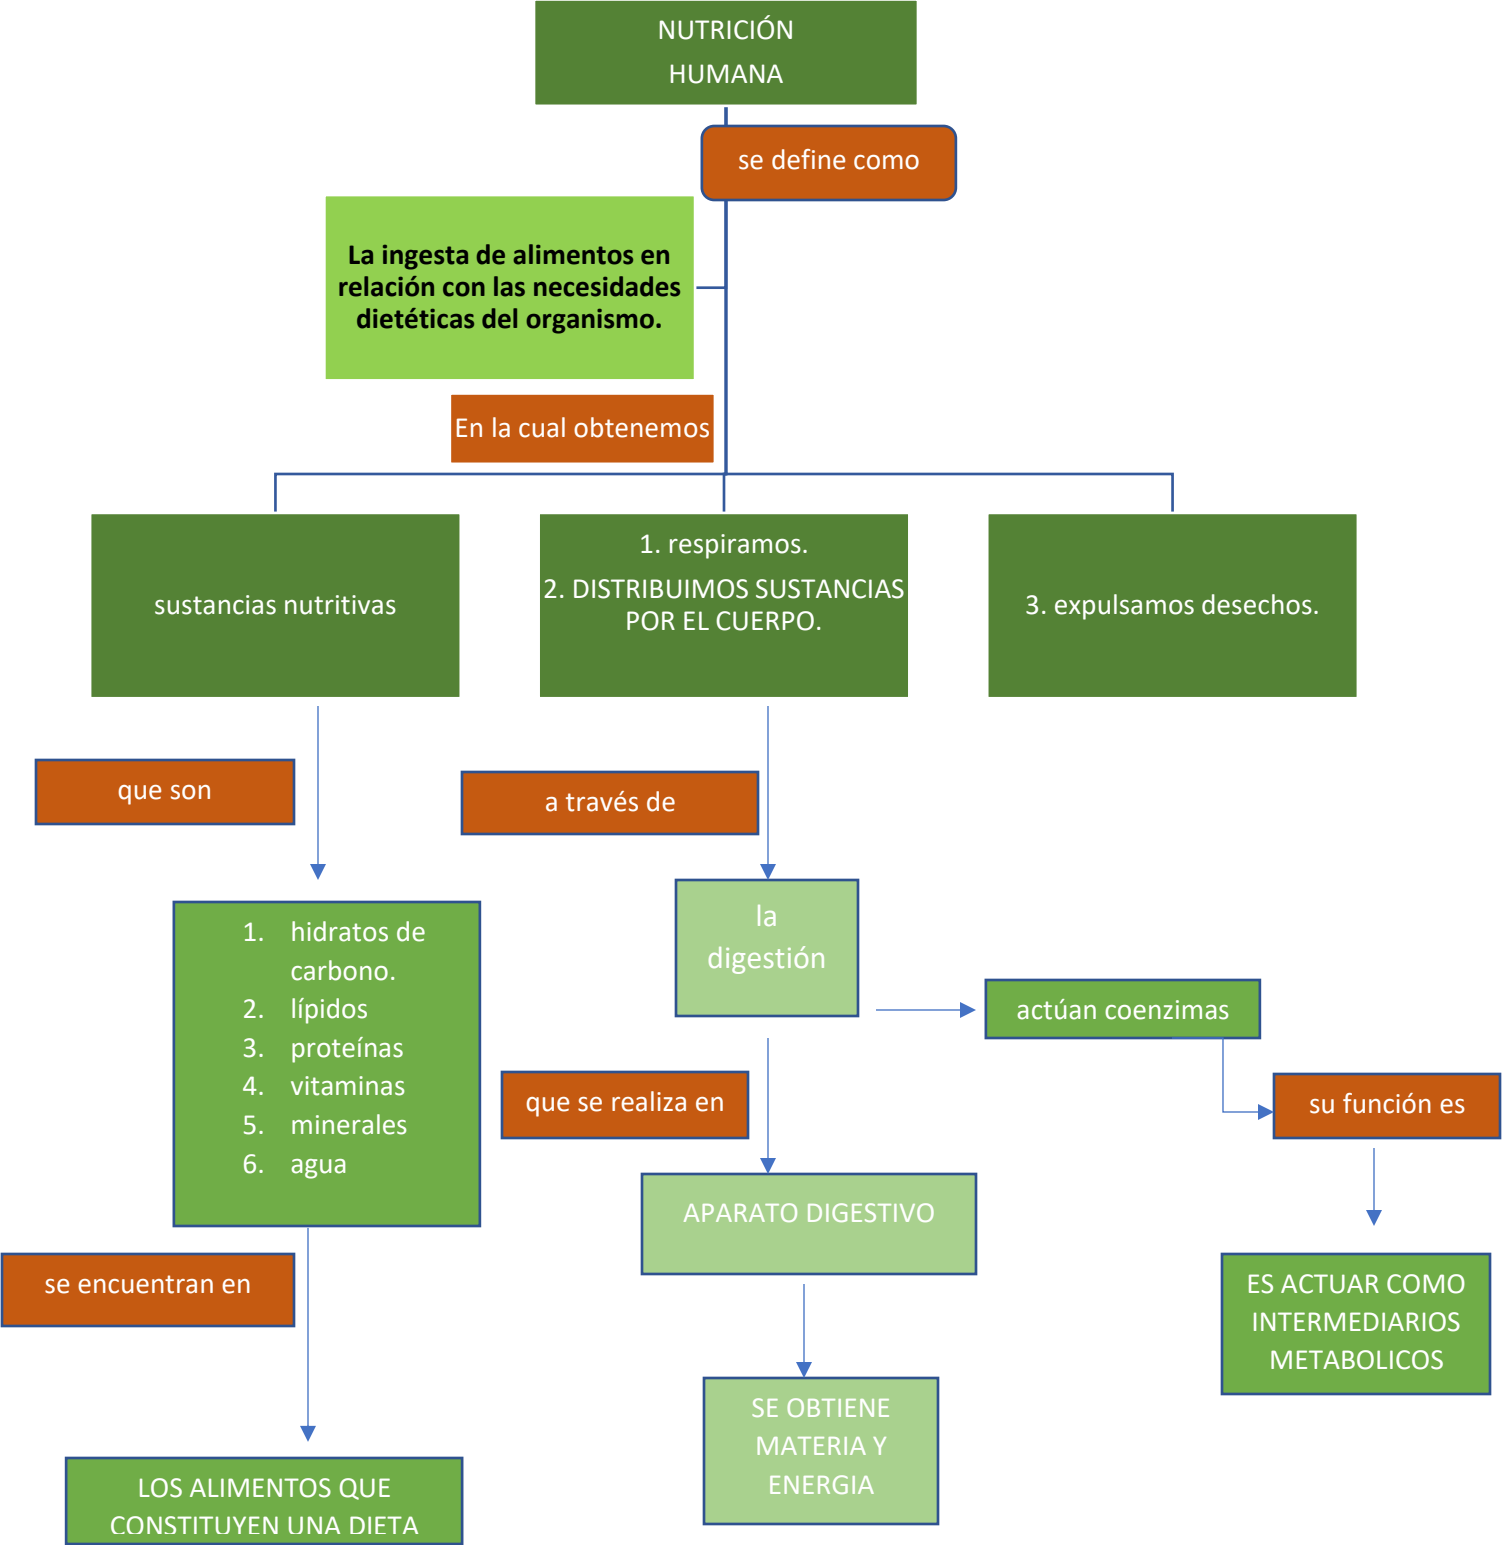 NUTRICIÓN
HUMANA
se define como
La ingesta de alimentos en
relación con las necesidades
dietéticas del organismo.
En la cual obtenemos
sustancias nutritivas
1. respiramos.
2. DISTRIBUIMOS SUSTANCIAS
POR EL CUERPO.
3. expulsamos desechos.
que son
a través de
1. hidratos de
carbono.
2. lípidos
3. proteínas
4. vitaminas
5. minerales
6. agua
la
digestión
actúan coenzimas
que se realiza en
su función es
APARATO DIGESTIVO
se encuentran en
ES ACTUAR COMO
INTERMEDIARIOS
METABOLICOS
SE OBTIENE
MATERIA Y
ENERGIA
LOS ALIMENTOS QUE
CONSTITUYEN UNA DIETA